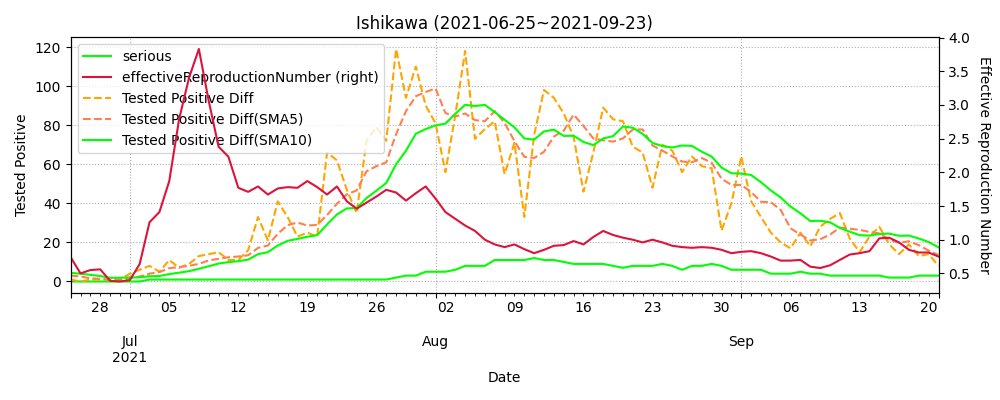 Ishikawa (2021-06-25~2021-09-23)
serious
effectiveReproductionNumber (right)
Tested Positive Diff
Tested Positive Diff(SMA5)
Tested Positive Diff(SMA10)
Tested Positive
120
100
80
60
40
20
0
4.0
3.5
3.0
2.5
2.0
1.5
1.0
0.5
Effective Reproduction Number
28 05 12 19 26 02 09 16 23 30 06 13 20
Jul Aug Sep
2021
Date